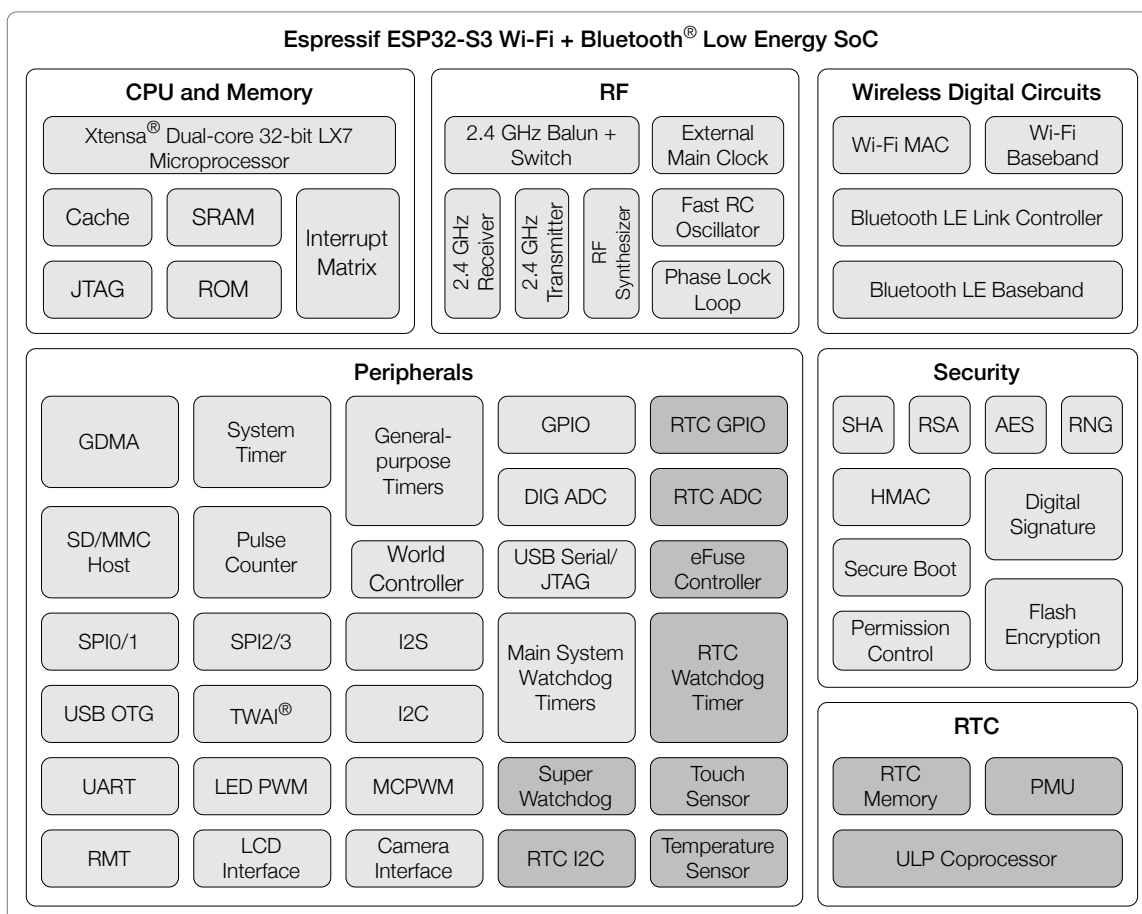 Espressif ESP32-S3 Wi-Fi + Bluetooth® Low Energy SoC
CPU and Memory
Xtensa® Dual-core 32-bit LX7
Microprocessor
Cache
SRAM
Interrupt
Matrix
JTAG
ROM
RF
2.4 GHz Balun +
Switch
External
Main Clock
2.4 GHz
Receiver
2.4 GHz
Transmitter
RF
Synthesizer
Fast RC
Oscillator
Phase Lock
Loop
Wireless Digital Circuits
Wi-Fi MAC
Wi-Fi
Baseband
Bluetooth LE Link Controller
Bluetooth LE Baseband
Peripherals
GDMA
System
Timer
General-
purpose
Timers
GPIO
RTC GPIO
DIG ADC
RTC ADC
SD/MMC
Host
Pulse
Counter
World
Controller
USB Serial/
JTAG
eFuse
Controller
SPI0/1
SPI2/3
I2S
Main System
Watchdog
Timers
RTC
Watchdog
Timer
USB OTG
TWAI®
I2C
UART
LED PWM
MCPWM
Super
Watchdog
Touch
Sensor
RMT
LCD
Interface
Camera
Interface
RTC I2C
Temperature
Sensor
Security
SHA
RSA
AES
RNG
HMAC
Digital
Signature
Secure Boot
Flash
Encryption
Permission
Control
RTC
RTC
Memory
PMU
ULP Coprocessor